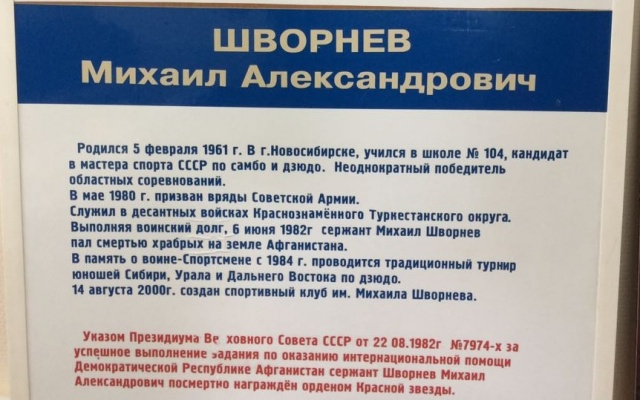 ШВОРНЕВ
Михаил Александрович
Родился 5 февраля 1961 г. В г.Новосибирске, учился в школе № 104, кандидат
в мастера спорта СССР по самбо и дзюдо. Неоднократный победитель
областных соревнований.
В мае 1980 г. призван вряды Советской Армии.
Служил в десантных войсках Краснознамённого Туркестанского округа.
Выполняя воинский долг, 6 июня 1982г сержант Михаил Шворнев
пал смертью храбрых на земле Афганистана.
В память о воине-Спортсмене с 1984 г. проводится традиционный турнир
юношей Сибири, Урала и Дальнего Востока по дзюдо.
14 августа 2000г. создан спортивный клуб им. Михаила Шворнева.
Указом Президиума Ве ховного Совета СССР от 22 08.1982г №7974-х за
успешное выполнение задания по оказанию интернациональной помощи
Демократической Республике Афганистан сержант Шворнев Михаил
Александрович посмертно награждён орденом Красной звезды.